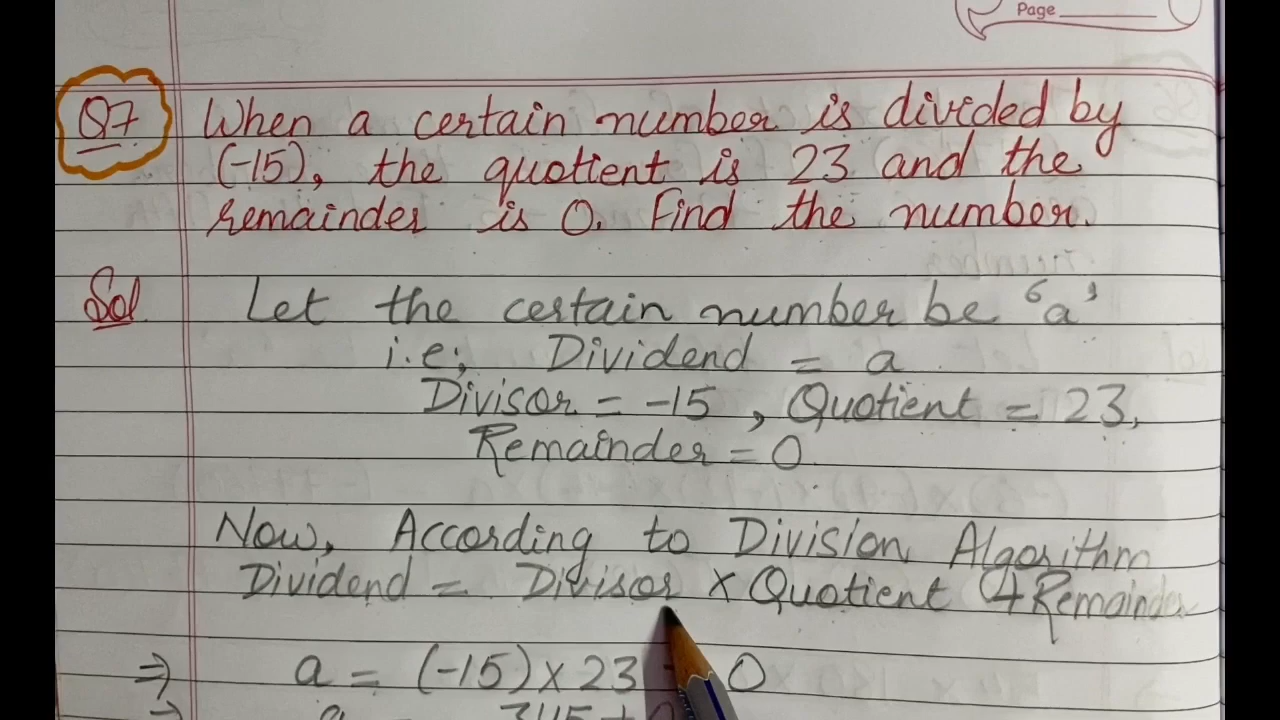 Page
Q7 When a certain number is divided by
(-15), the quotient is 23 and the
remainder is 0. Find the number.
Sol Let the certain number be 'a'
i.e; Dividend = a
Divisor = -15 , Quotient = 23,
Remainder = 0
Now, According to Division Algorithm
Dividend = Divisor × Quotient + Remainder
⇒ a = (-15) × 23 0
⇒ a 345 +